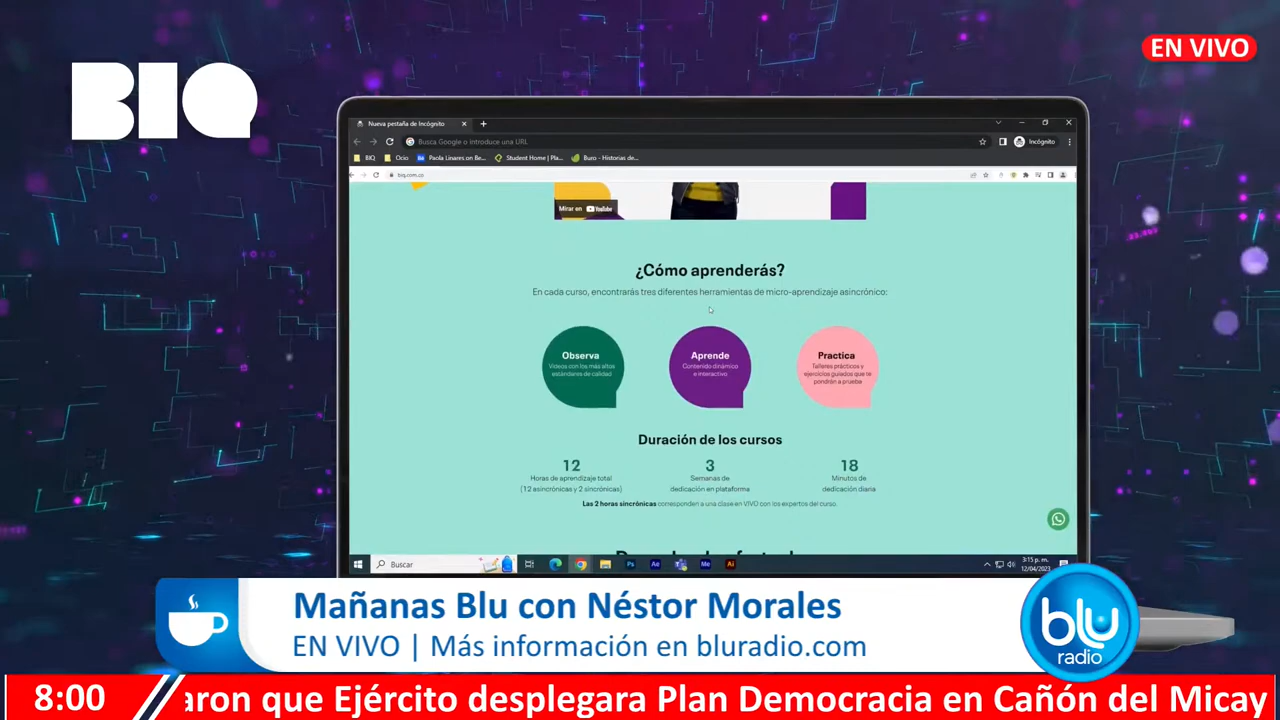 EN VIVO
BIQ
Nueva pestaña de Incógnito
Busca Google o introduce una URL
Incógnito
BIQ
Ocio
Paola Linares on Be...
Student Home | Pla...
Buro - Historias de...
biq.com.co
Mirar en YouTube
¿Cómo aprenderás?
En cada curso, encontrarás tres diferentes herramientas de micro-aprendizaje asincrónico:
Observa
Videos con los más altos
estándares de calidad
Aprende
Contenido dinámico
e interactivo
Practica
Talleres prácticos y
ejercicios guiados que te
pondrán a prueba
Duración de los cursos
12
Horas de aprendizaje total
(12 asincrónicas y 2 sincrónicas)
3
Semanas de
dedicación en plataforma
18
Minutos de
dedicación diaria
Las 2 horas sincrónicas corresponden a una clase en VIVO con los expertos del curso.
Buscar
Ps
Ae
Me
Ai
3:15 p. m.
12/04/2023
Mañanas Blu con Néstor Morales
EN VIVO | Más información en bluradio.com
blu
radio
8:00
aron que Ejército desplegara Plan Democracia en Cañón del Micay